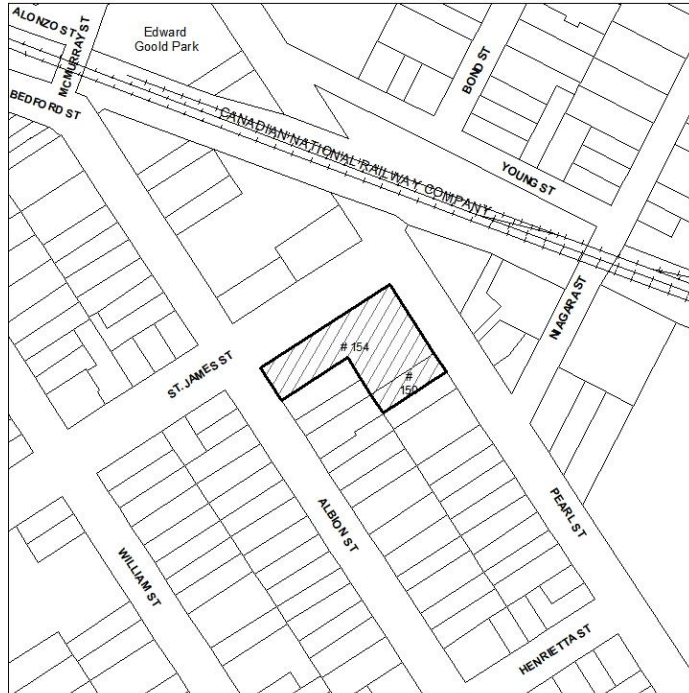 ALONZO ST
MCMURRAY ST
Edward
Goold Park
BOND ST
BEDFORD ST
CANADIAN NATIONAL RAILWAY COMPANY
YOUNG ST
NIAGARA ST
# 154
#
150
ST. JAMES ST
ALBION ST
PEARL ST
WILLIAM ST
HENRIETTA ST